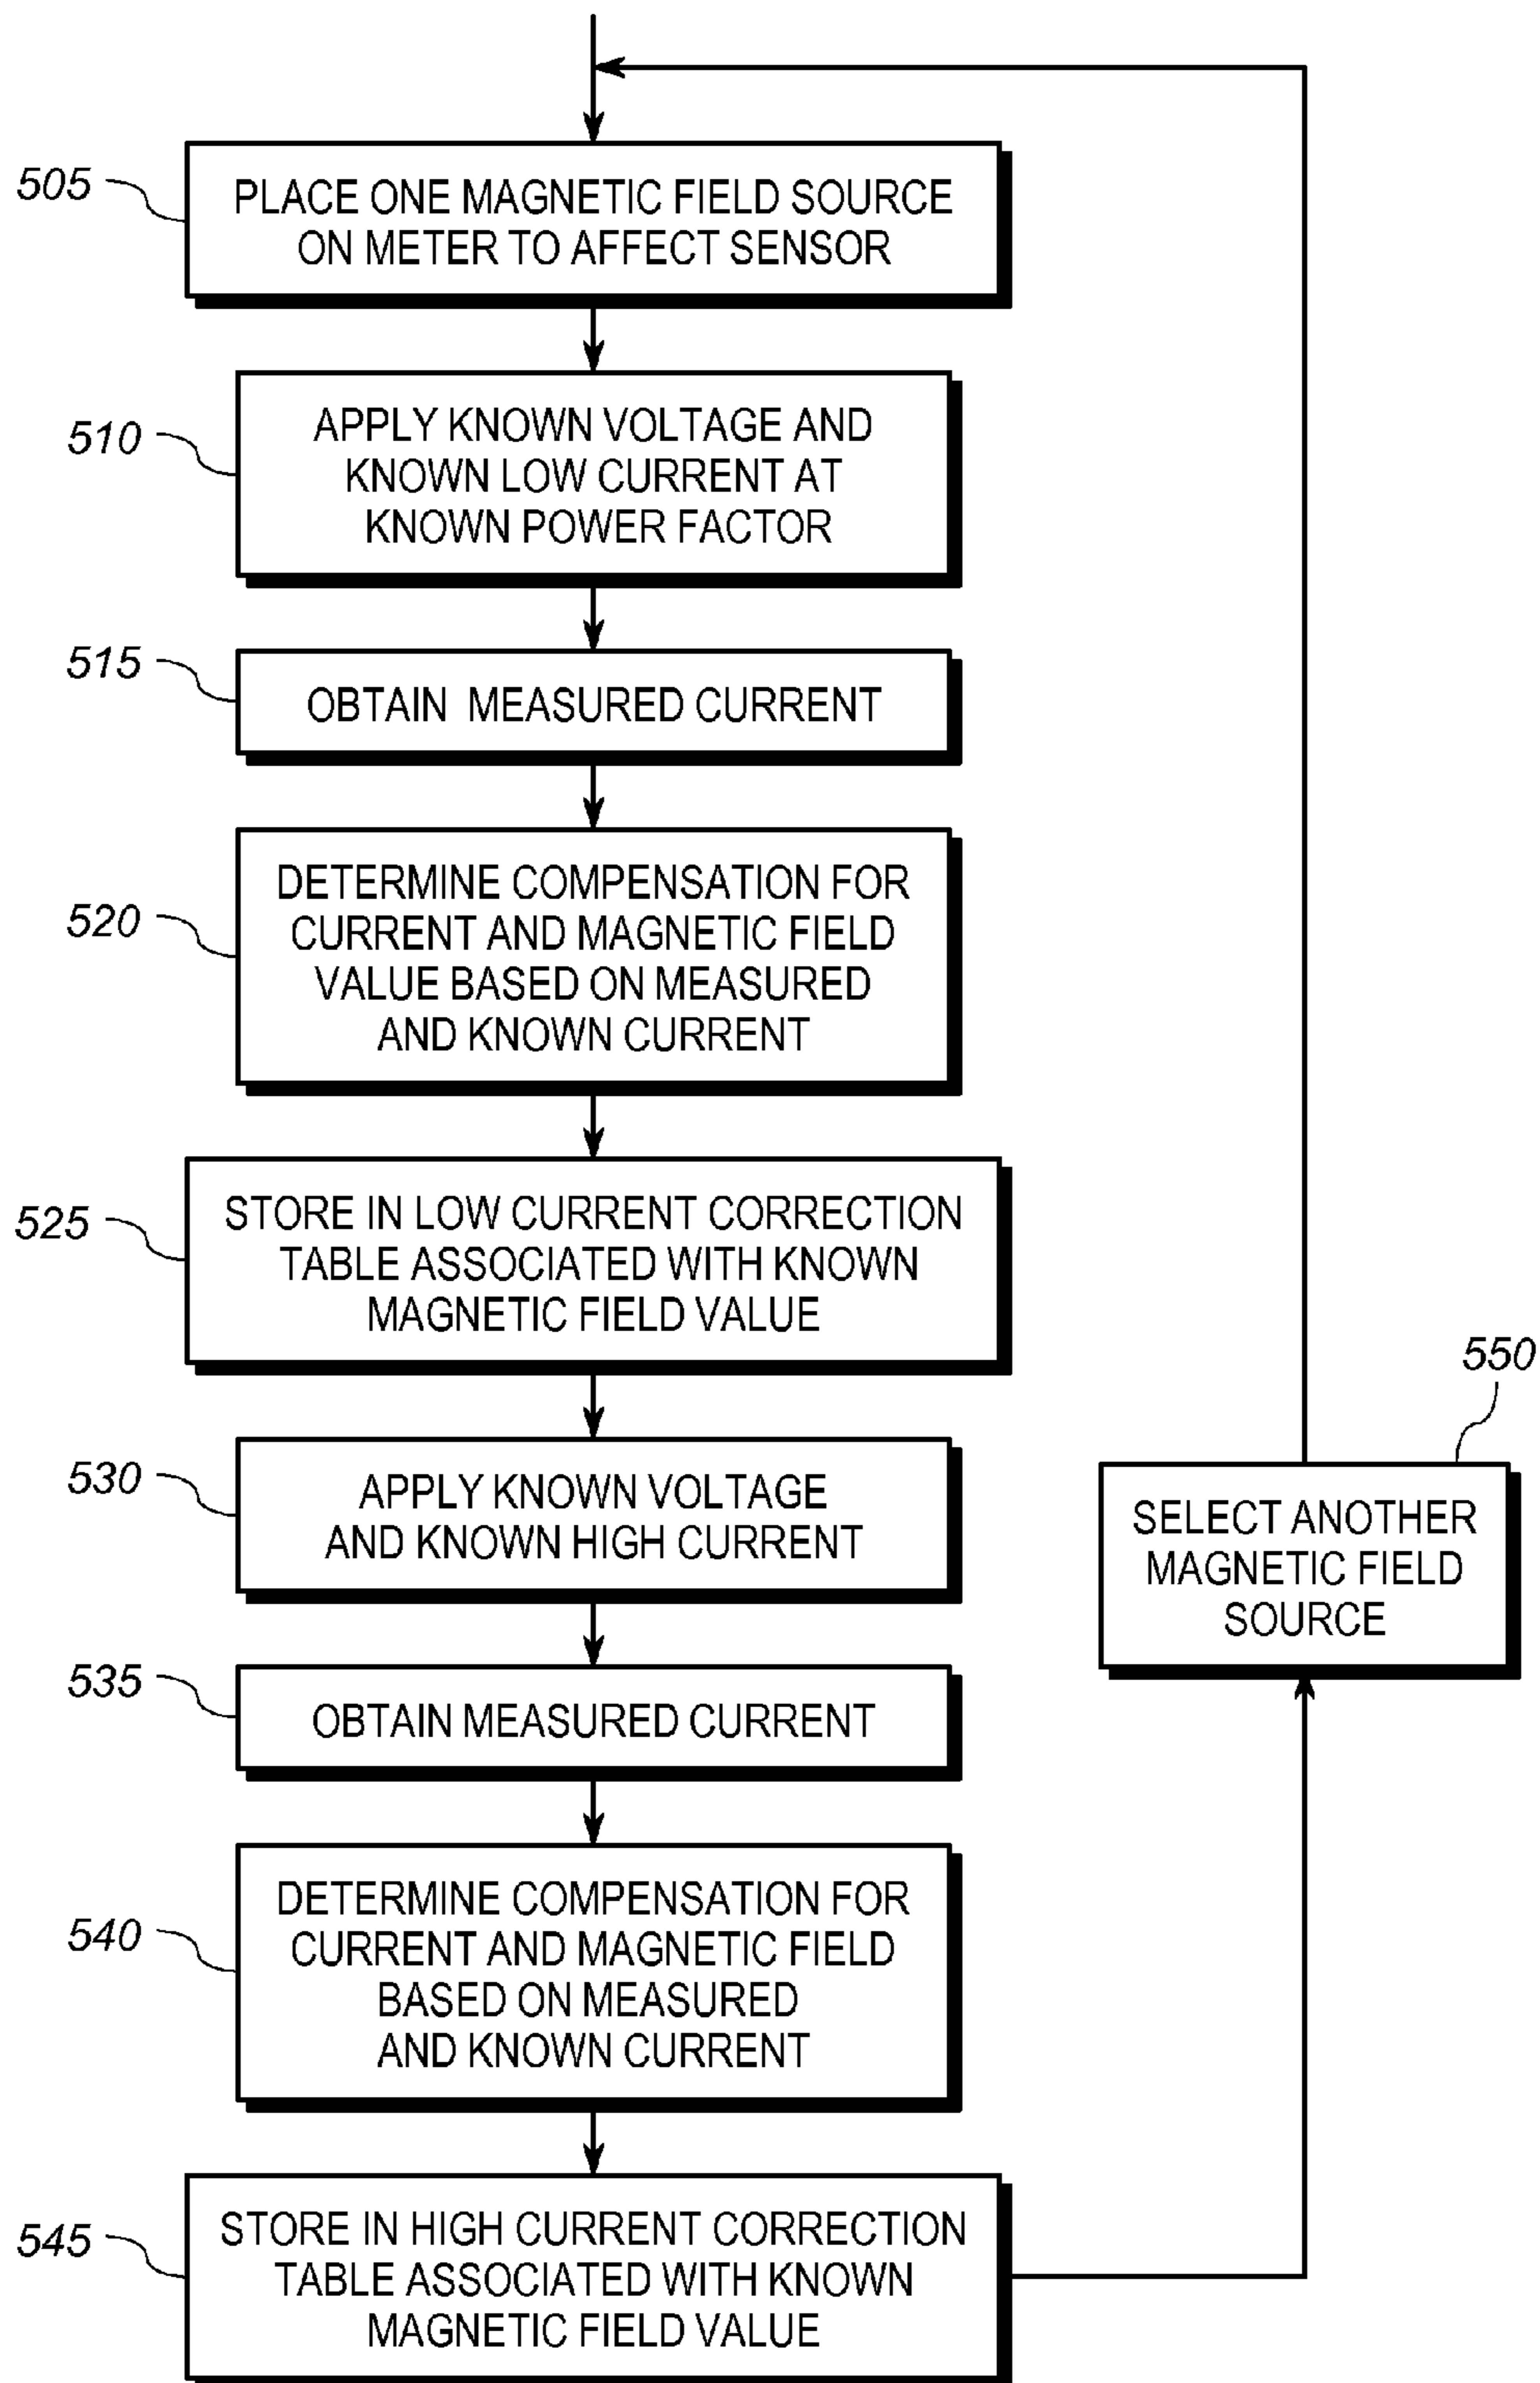 505
PLACE ONE MAGNETIC FIELD SOURCE
ON METER TO AFFECT SENSOR
510
APPLY KNOWN VOLTAGE AND
KNOWN LOW CURRENT AT
KNOWN POWER FACTOR
515
OBTAIN MEASURED CURRENT
520
DETERMINE COMPENSATION FOR
CURRENT AND MAGNETIC FIELD
VALUE BASED ON MEASURED
AND KNOWN CURRENT
525
STORE IN LOW CURRENT CORRECTION
TABLE ASSOCIATED WITH KNOWN
MAGNETIC FIELD VALUE
530
APPLY KNOWN VOLTAGE
AND KNOWN HIGH CURRENT
535
OBTAIN MEASURED CURRENT
540
DETERMINE COMPENSATION FOR
CURRENT AND MAGNETIC FIELD
BASED ON MEASURED
AND KNOWN CURRENT
545
STORE IN HIGH CURRENT CORRECTION
TABLE ASSOCIATED WITH KNOWN
MAGNETIC FIELD VALUE
550
SELECT ANOTHER
MAGNETIC FIELD
SOURCE